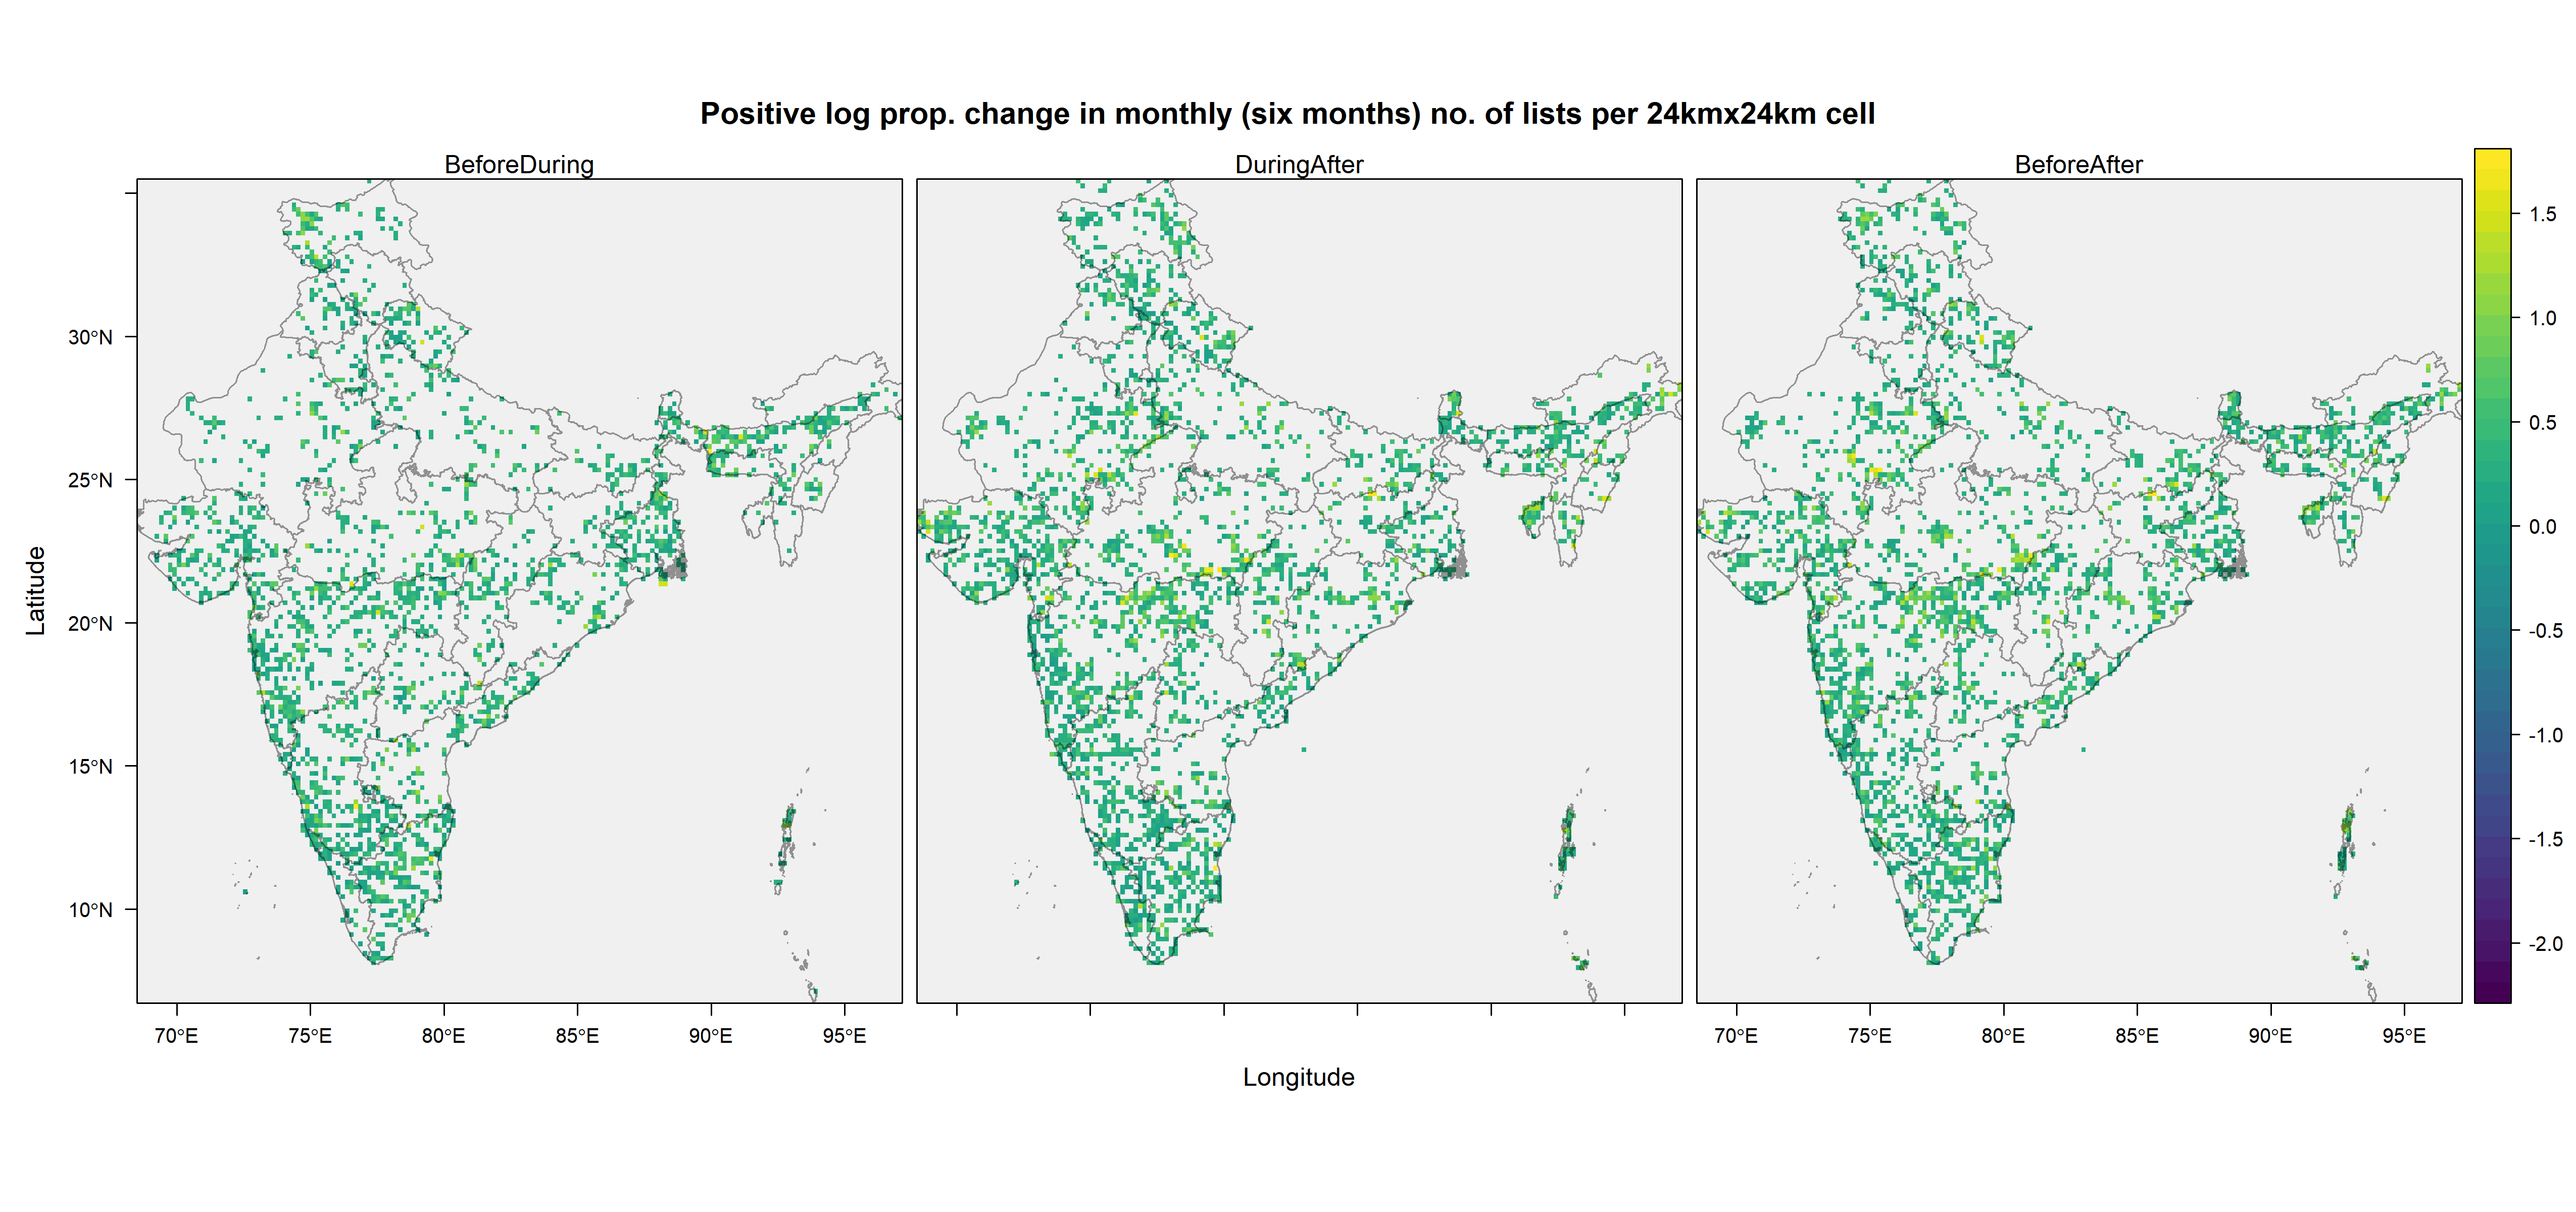 Positive log prop. change in monthly (six months) no. of lists per 24kmx24km cell
BeforeDuring
DuringAfter
BeforeAfter
30°N
25°N
20°N
15°N
10°N
Latitude
70°E 75°E 80°E 85°E 90°E 95°E
70°E 75°E 80°E 85°E 90°E 95°E
Longitude
1.5
1.0
0.5
0.0
-0.5
-1.0
-1.5
-2.0